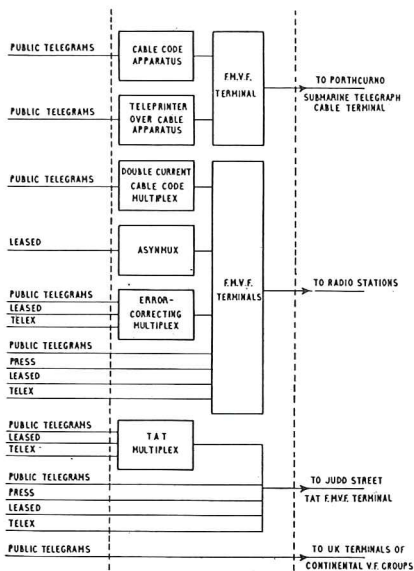 PUBLIC TELEGRAMS
CABLE CODE
APPARATUS
F.M.V.F.
TERMINAL
TO PORTHCURNO
SUBMARINE TELEGRAPH
CABLE TERMINAL
PUBLIC TELEGRAMS
TELEPRINTER
OVER CABLE
APPARATUS
PUBLIC TELEGRAMS
DOUBLE CURRENT
CABLE CODE
MULTIPLEX
LEASED
ASYNMUX
F.M.V.F.
TERMINALS
TO RADIO STATIONS
PUBLIC TELEGRAMS
LEASED
TELEX
ERROR-
CORRECTING
MULTIPLEX
PUBLIC TELEGRAMS
PRESS
LEASED
TELEX
PUBLIC TELEGRAMS
LEASED
TELEX
TAT
MULTIPLEX
PUBLIC TELEGRAMS
PRESS
LEASED
TELEX
TO JUDD STREET
TAT F.M.V.F. TERMINAL
PUBLIC TELEGRAMS
TO UK TERMINALS OF
CONTINENTAL V.F. GROUPS